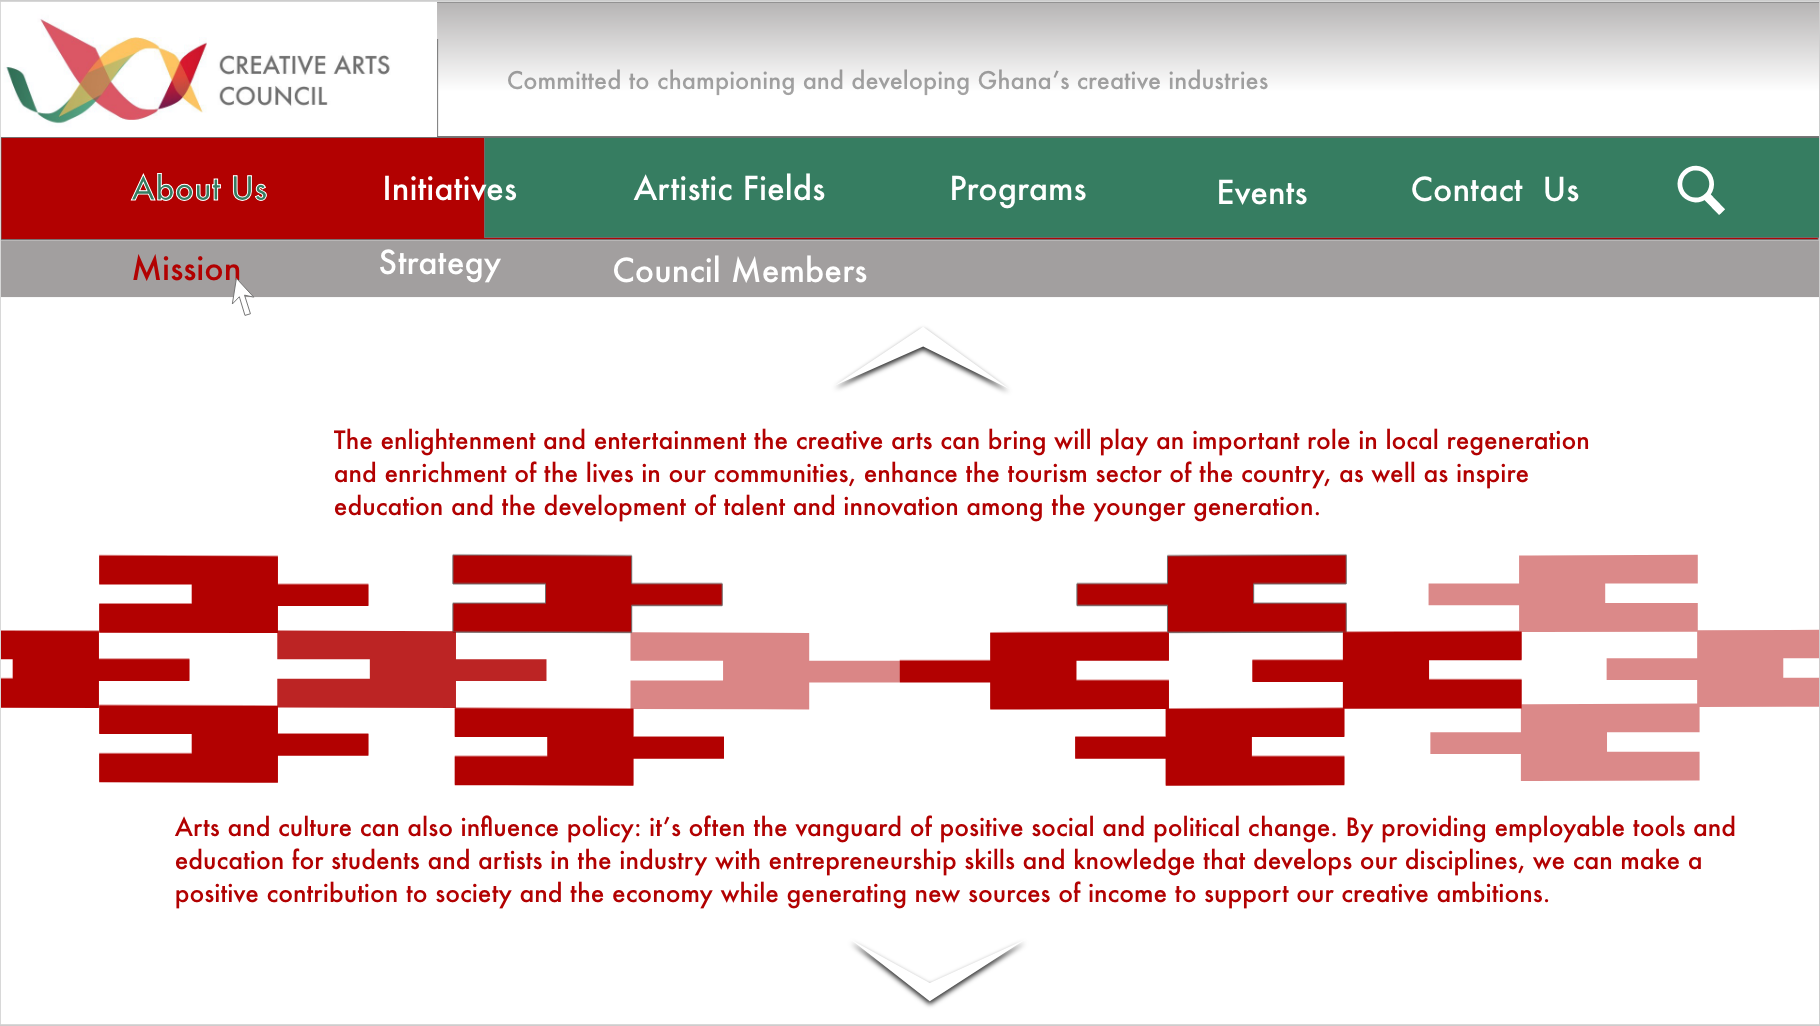 CREATIVE ARTS
COUNCIL
Committed to championing and developing Ghana’s creative industries
About Us Initiatives Artistic Fields Programs Events Contact Us
Mission Strategy Council Members
The enlightenment and entertainment the creative arts can bring will play an important role in local regeneration
and enrichment of the lives in our communities, enhance the tourism sector of the country, as well as inspire
education and the development of talent and innovation among the younger generation.
Arts and culture can also influence policy: it’s often the vanguard of positive social and political change. By providing employable tools and
education for students and artists in the industry with entrepreneurship skills and knowledge that develops our disciplines, we can make a
positive contribution to society and the economy while generating new sources of income to support our creative ambitions.